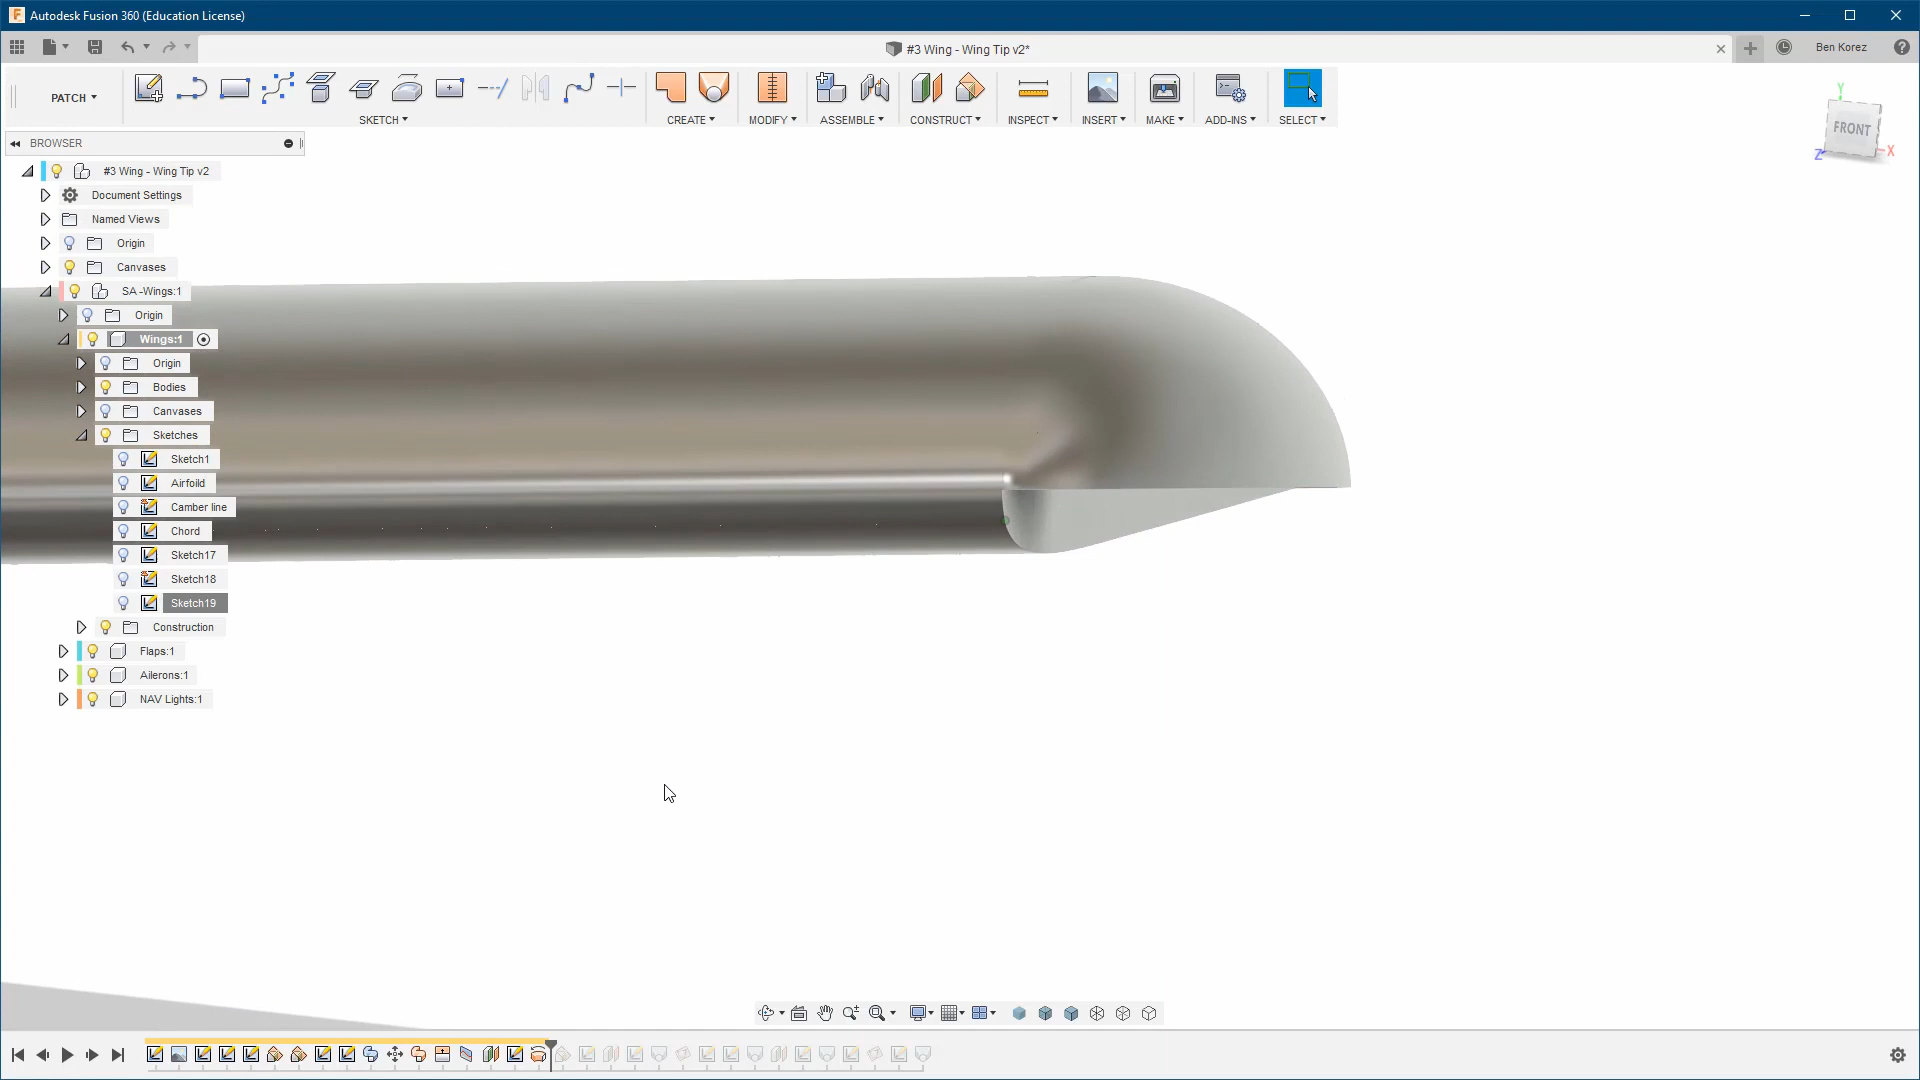 Autodesk Fusion 360 (Education License)
#3 Wing - Wing Tip v2*
Ben Korez
PATCH
SKETCH
CREATE
MODIFY
ASSEMBLE
CONSTRUCT
INSPECT
INSERT
MAKE
ADD-INS
SELECT
Y
FRONT
Z
X
BROWSER
#3 Wing - Wing Tip v2
Document Settings
Named Views
Origin
Canvases
SA -Wings:1
Origin
Wings:1
Origin
Bodies
Canvases
Sketches
Sketch1
Airfoild
Camber line
Chord
Sketch17
Sketch18
Sketch19
Construction
Flaps:1
Ailerons:1
NAV Lights:1